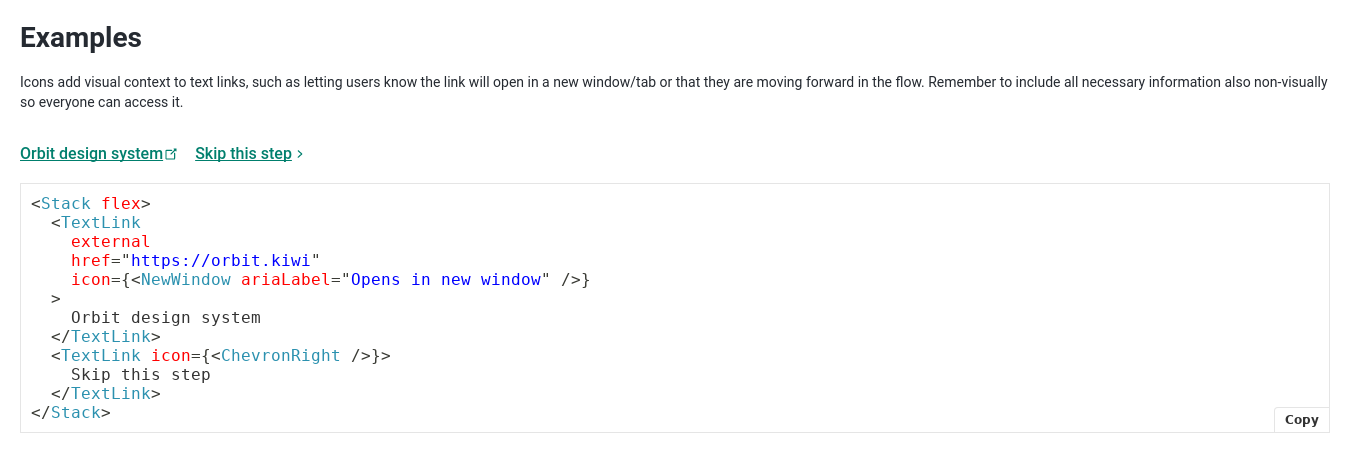 Examples
Icons add visual context to text links, such as letting users know the link will open in a new window/tab or that they are moving forward in the flow. Remember to include all necessary information also non-visually
so everyone can access it.
Orbit design system Skip this step
<Stack flex>
  <TextLink
    external
    href="https://orbit.kiwi"
    icon={<NewWindow ariaLabel="Opens in new window" />}
  >
    Orbit design system
  </TextLink>
  <TextLink icon={<ChevronRight />}>
    Skip this step
  </TextLink>
</Stack>
Copy